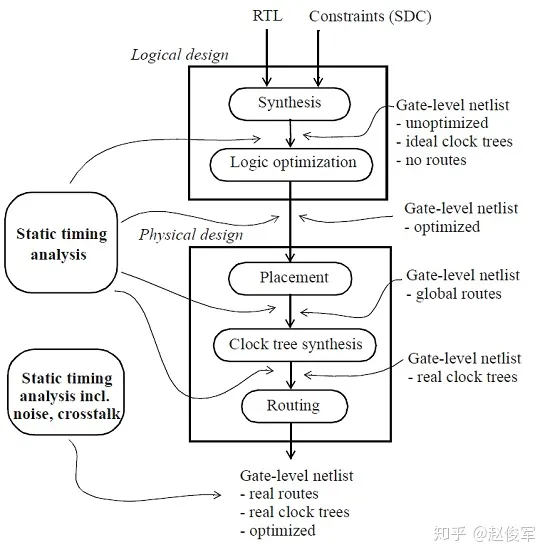 RTL
Constraints (SDC)
Logical design
Synthesis
Gate-level netlist
- unoptimized
- ideal clock trees
- no routes
Logic optimization
Gate-level netlist
- optimized
Static timing
analysis
Physical design
Placement
Gate-level netlist
- global routes
Clock tree synthesis
Gate-level netlist
- real clock trees
Static timing
analysis incl.
noise, crosstalk
Routing
Gate-level netlist
- real routes
- real clock trees
- optimized
知乎 @赵俊军